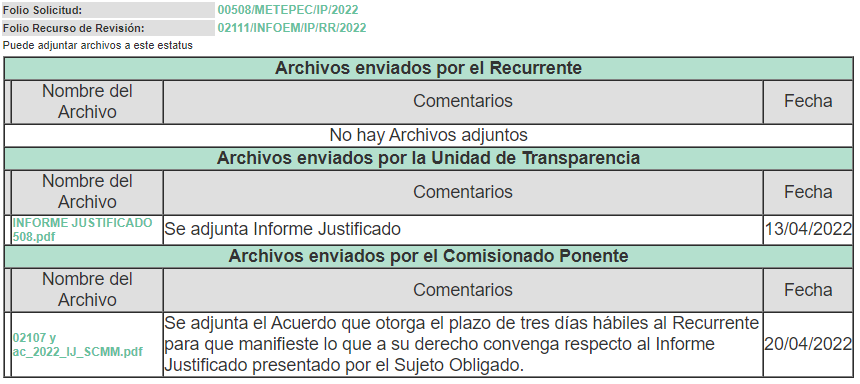 Folio Solicitud: 00508/METEPEC/IP/2022
Folio Recurso de Revisión: 02111/INFOEM/IP/RR/2022
Puede adjuntar archivos a este estatus
Archivos enviados por el Recurrente
Nombre del Archivo Comentarios Fecha
No hay Archivos adjuntos
Archivos enviados por la Unidad de Transparencia
Nombre del Archivo Comentarios Fecha
INFORME JUSTIFICADO 508.pdf Se adjunta Informe Justificado 13/04/2022
Archivos enviados por el Comisionado Ponente
Nombre del Archivo Comentarios Fecha
02107 y ac_2022_IJ_SCMM.pdf
Se adjunta el Acuerdo que otorga el plazo de tres días hábiles al Recurrente
para que manifieste lo que a su derecho convenga respecto al Informe
Justificado presentado por el Sujeto Obligado.
20/04/2022